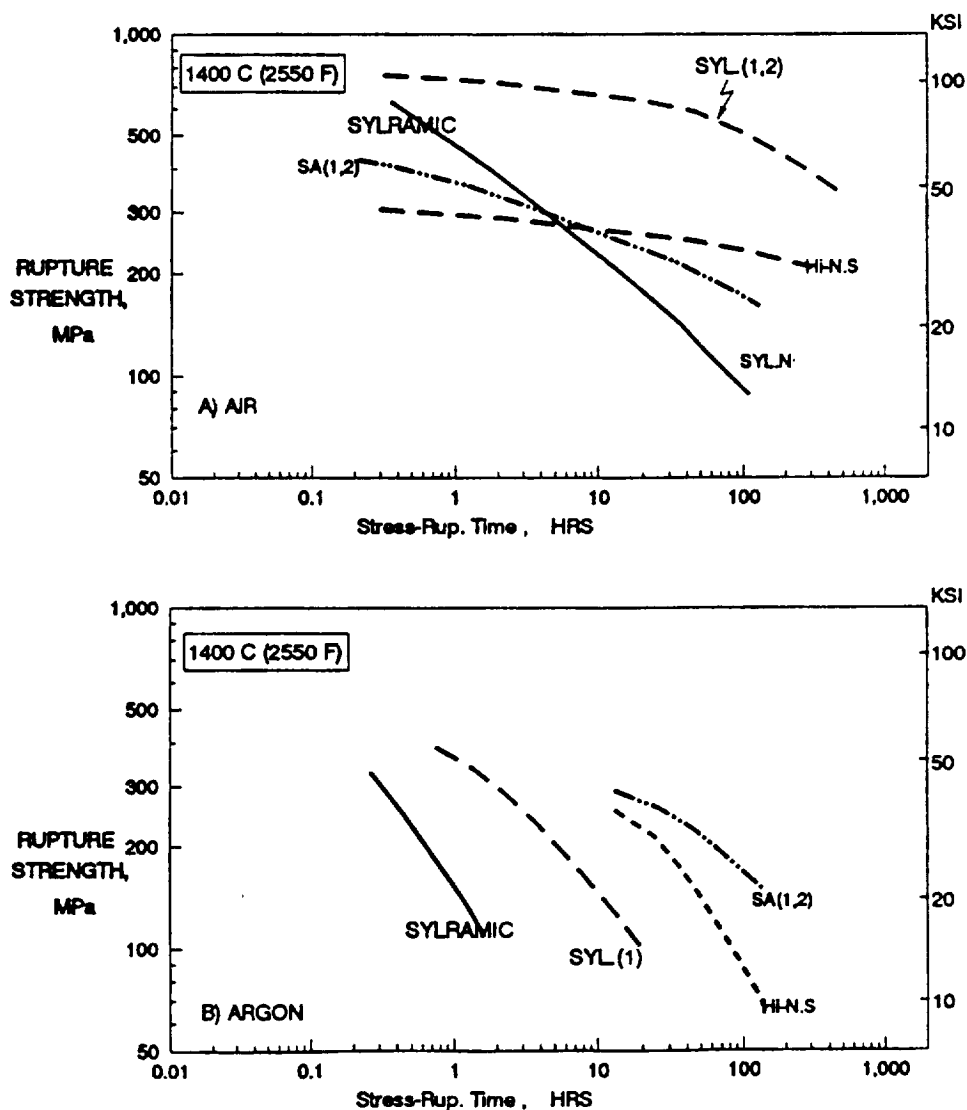 KSI
1,000
1400 C (2550 F)
SYL.(1,2)
100
SYLRAMIC
500
SA(1,2)
50
300
Hi-N.S
RUPTURE
STRENGTH,
MPa
200
20
SYL.N
100
A) AIR
10
50
0.01 0.1 1 10 100 1,000
Stress-Rup. Time , HRS
KSI
1,000
1400 C (2550 F)
100
500
50
300
RUPTURE
STRENGTH,
MPa
200
SA(1,2)
20
SYLRAMIC
SYL.(1)
100
Hi-N.S
10
B) ARGON
50
0.01 0.1 1 10 100 1,000
Stress-Rup. Time , HRS